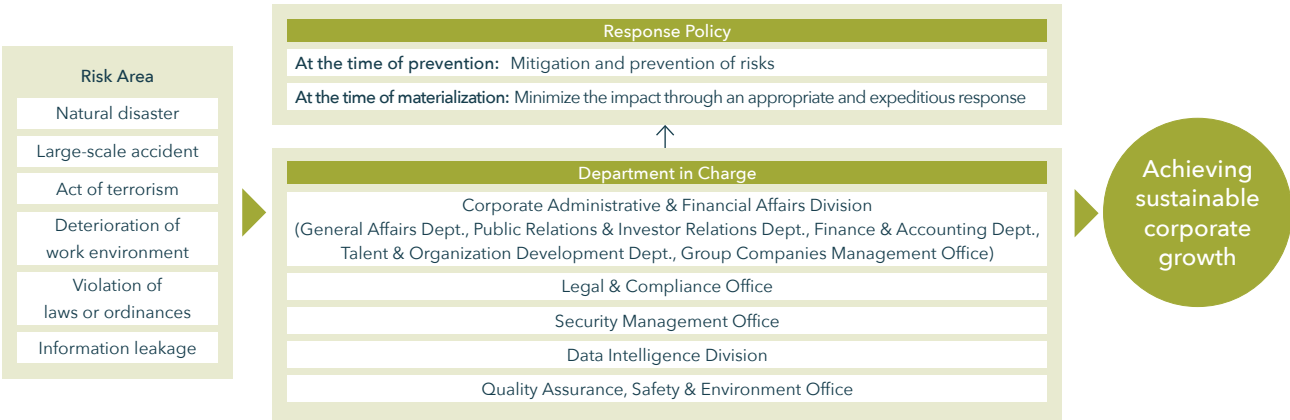 Risk Area
Natural disaster
Large-scale accident
Act of terrorism
Deterioration of
work environment
Violation of
laws or ordinances
Information leakage
Response Policy
At the time of prevention: Mitigation and prevention of risks
At the time of materialization: Minimize the impact through an appropriate and expeditious response
Department in Charge
Corporate Administrative & Financial Affairs Division
(General Affairs Dept., Public Relations & Investor Relations Dept., Finance & Accounting Dept.,
Talent & Organization Development Dept., Group Companies Management Office)
Legal & Compliance Office
Security Management Office
Data Intelligence Division
Quality Assurance, Safety & Environment Office
Achieving
sustainable
corporate
growth